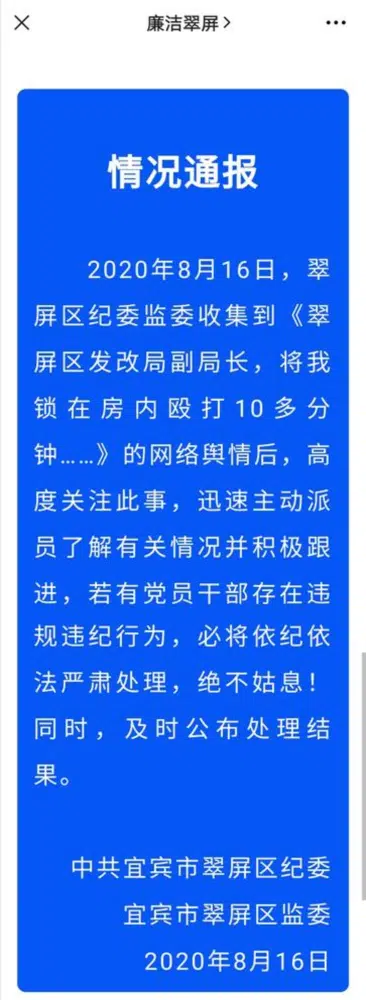 廉洁翠屏
情况通报
2020年8月16日，翠
屏区纪委监委收集到《翠
屏区发改局副局长，将我
锁在房内殴打10多分
钟……》的网络舆情后，高
度关注此事，迅速主动派
员了解有关情况并积极跟
进，若有党员干部存在违
规违纪行为，必将依纪依
法严肃处理，绝不姑息！
同时，及时公布处理结
果。
中共宜宾市翠屏区纪委
宜宾市翠屏区监委
2020年8月16日